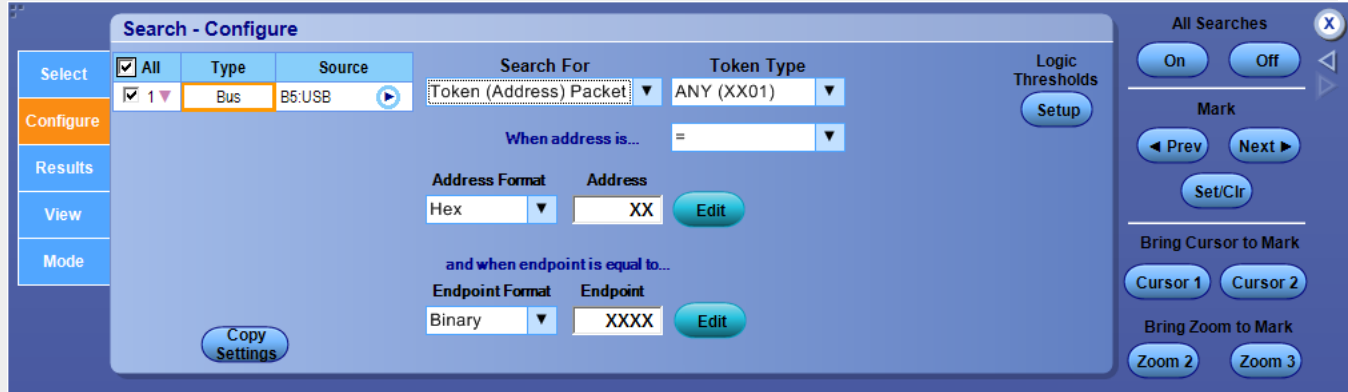 Search - Configure
Select
Configure
Results
View
Mode
All Type Source
1 Bus B5:USB
Copy
Settings
Search For Token Type
Token (Address) Packet ANY (XX01)
When address is... =
Address Format Address
Hex XX Edit
and when endpoint is equal to...
Endpoint Format Endpoint
Binary XXXX Edit
Logic
Thresholds
Setup
All Searches
On Off
X
Mark
Prev Next
Set/Clr
Bring Cursor to Mark
Cursor 1 Cursor 2
Bring Zoom to Mark
Zoom 2 Zoom 3